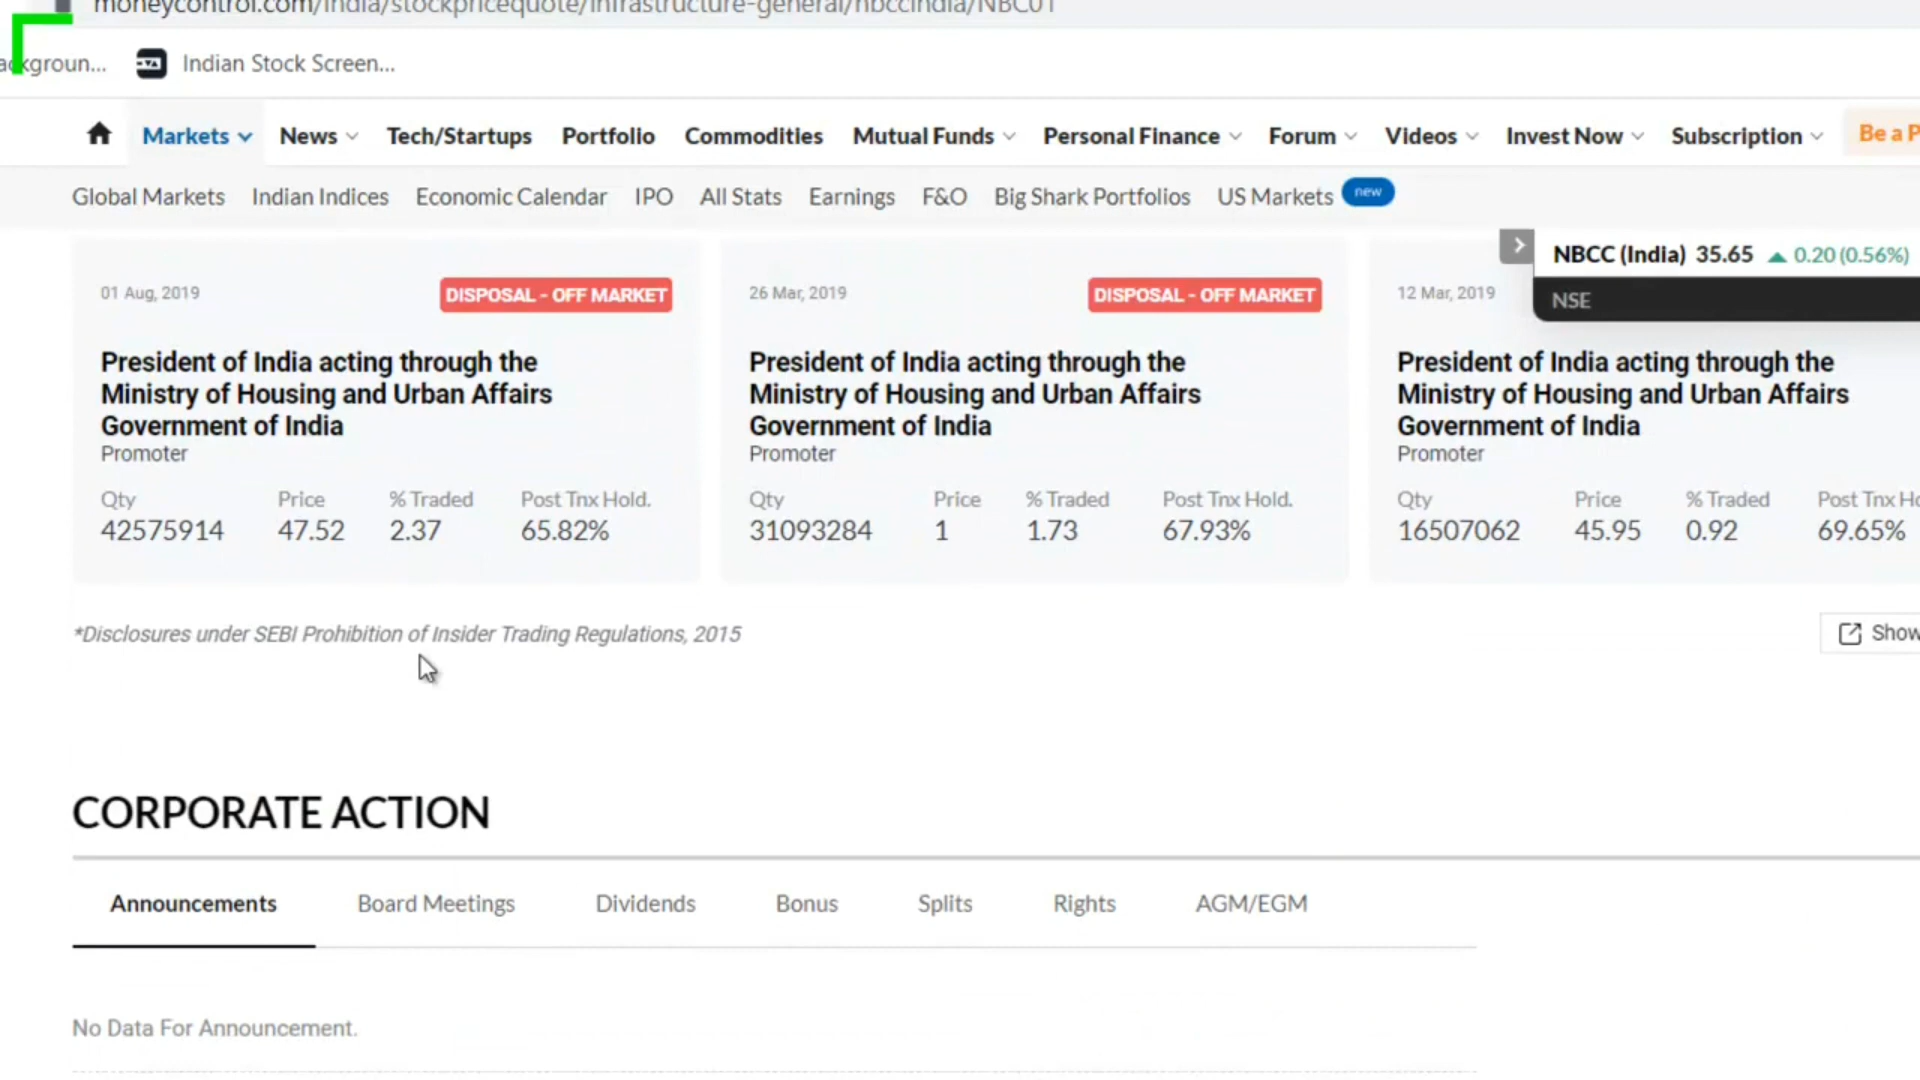 moneycontrol.com/india/stockpricequote/infrastructure-general/nbccindia/NBC01
ackgroun... Indian Stock Screen...
Markets News Tech/Startups Portfolio Commodities Mutual Funds Personal Finance Forum Videos Invest Now Subscription Be a P
Global Markets Indian Indices Economic Calendar IPO All Stats Earnings F&O Big Shark Portfolios US Markets new
NBCC (India) 35.65 0.20 (0.56%)
NSE
01 Aug, 2019 DISPOSAL - OFF MARKET
President of India acting through the
Ministry of Housing and Urban Affairs
Government of India
Promoter
Qty Price % Traded Post Tnx Hold.
42575914 47.52 2.37 65.82%
26 Mar, 2019 DISPOSAL - OFF MARKET
President of India acting through the
Ministry of Housing and Urban Affairs
Government of India
Promoter
Qty Price % Traded Post Tnx Hold.
31093284 1 1.73 67.93%
12 Mar, 2019
President of India acting through the
Ministry of Housing and Urban Affairs
Government of India
Promoter
Qty Price % Traded Post Tnx Ho
16507062 45.95 0.92 69.65%
*Disclosures under SEBI Prohibition of Insider Trading Regulations, 2015
Show
CORPORATE ACTION
Announcements Board Meetings Dividends Bonus Splits Rights AGM/EGM
No Data For Announcement.